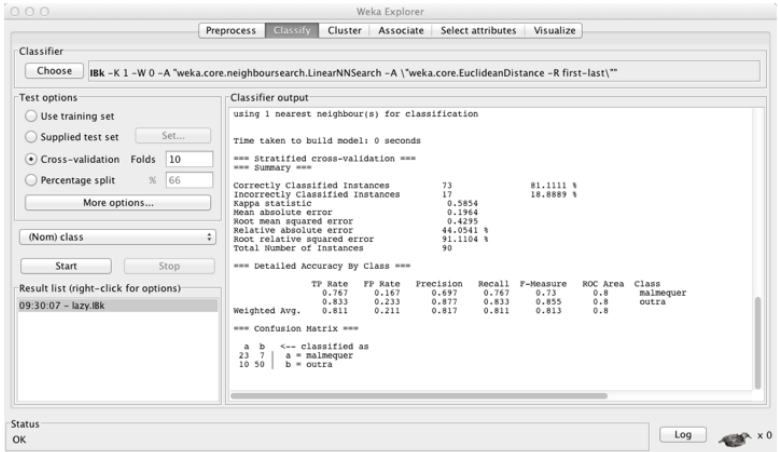 Weka Explorer
Preprocess Classify Cluster Associate Select attributes Visualize
Classifier
Choose IBk -K 1 -W 0 -A "weka.core.neighboursearch.LinearNNSearch -A \"weka.core.EuclideanDistance -R first-last\""
Test options
Use training set
Supplied test set Set...
Cross-validation Folds 10
Percentage split % 66
More options...
(Nom) class
Start Stop
Result list (right-click for options)
09:30:07 - lazy.IBk
Classifier output
using 1 nearest neighbour(s) for classification
Time taken to build model: 0 seconds
=== Stratified cross-validation ===
=== Summary ===
Correctly Classified Instances 73 81.1111 %
Incorrectly Classified Instances 17 18.8889 %
Kappa statistic 0.5854
Mean absolute error 0.1964
Root mean squared error 0.4295
Relative absolute error 44.0541 %
Root relative squared error 91.1104 %
Total Number of Instances 90
=== Detailed Accuracy By Class ===
TP Rate FP Rate Precision Recall F-Measure ROC Area Class
0.767 0.167 0.697 0.767 0.73 0.8 malmequer
0.833 0.233 0.877 0.833 0.855 0.8 outra
Weighted Avg. 0.811 0.211 0.817 0.811 0.813 0.8
=== Confusion Matrix ===
a b <-- classified as
23 7 | a = malmequer
10 50 | b = outra
Status
OK
Log x 0